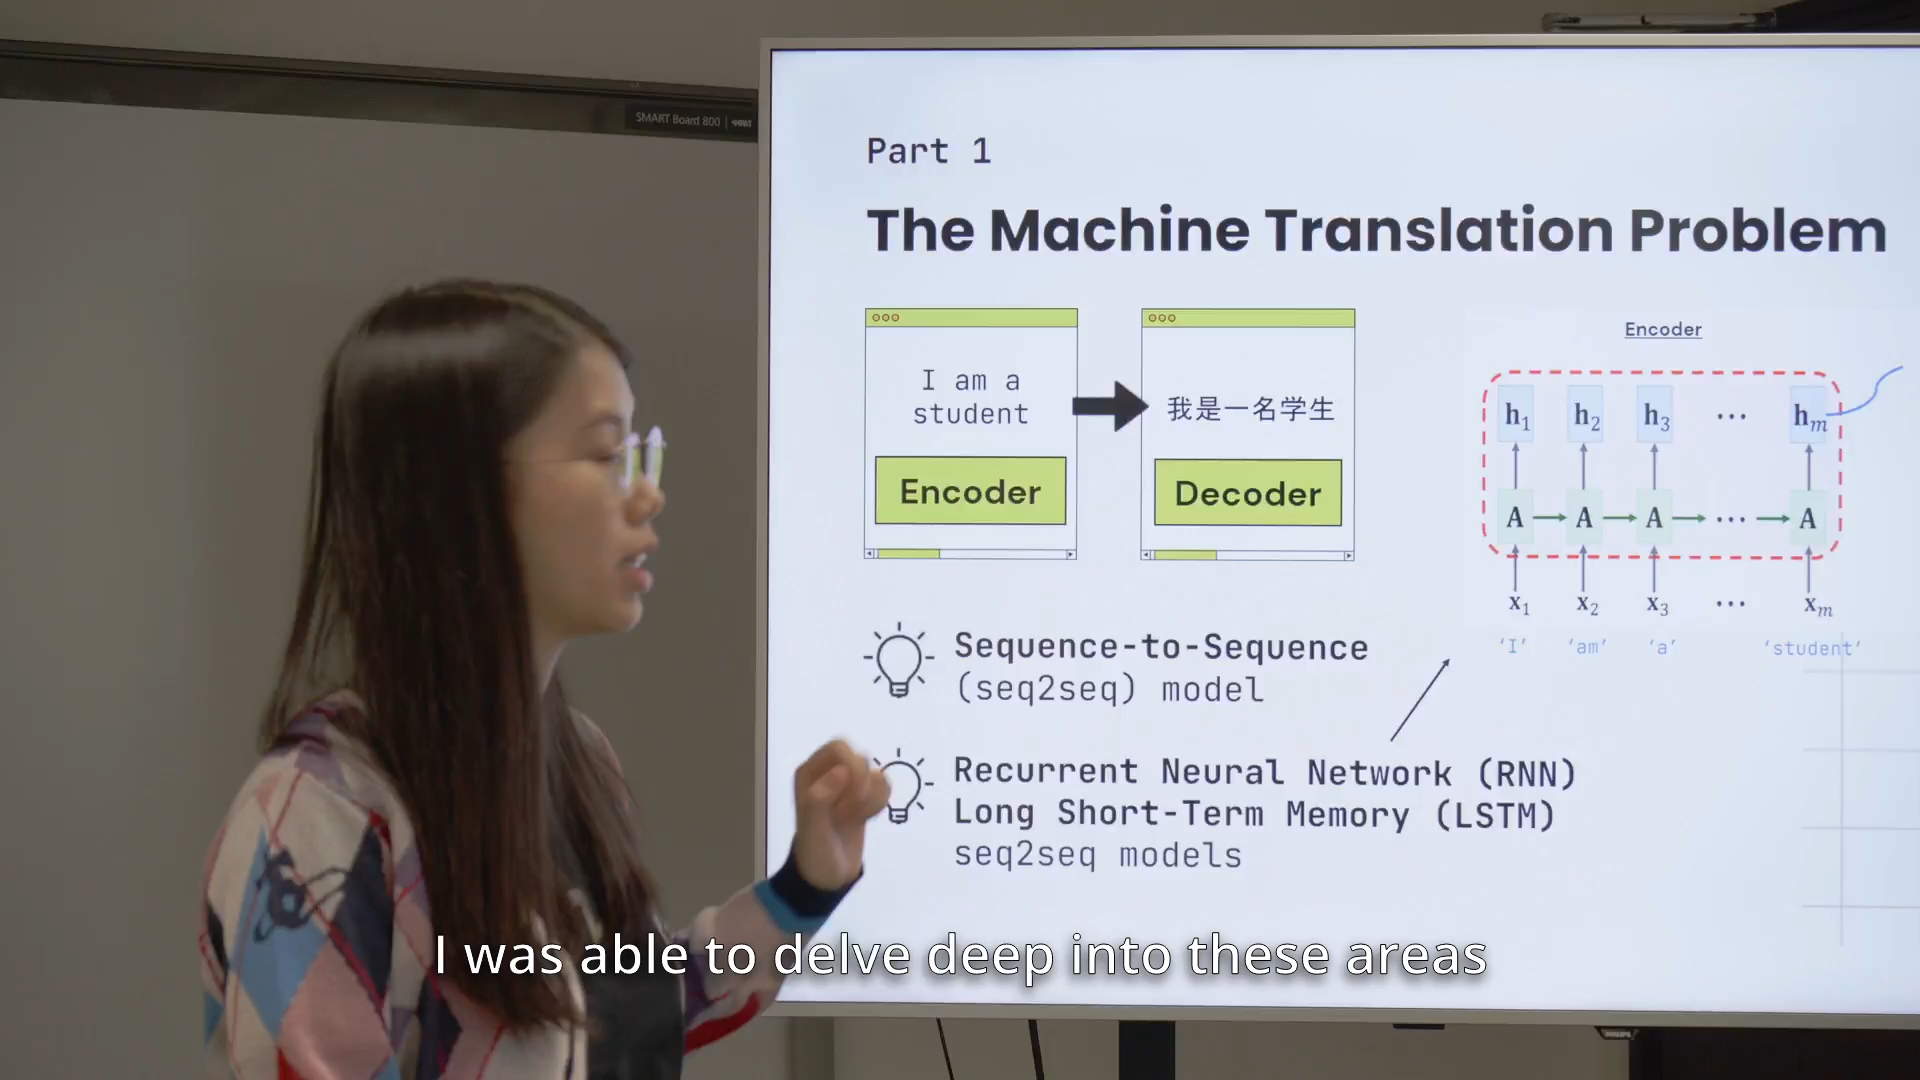 SMART Board 800
Part 1
The Machine Translation Problem
I am a
student
Encoder
我是一名学生
Decoder
Encoder
h1 h2 h3 ... hm
A A A ... A
x1 x2 x3 ... xm
‘I’ ‘am’ ‘a’ ‘student’
Sequence-to-Sequence
(seq2seq) model
Recurrent Neural Network (RNN)
Long Short-Term Memory (LSTM)
seq2seq models
I was able to delve deep into these areas
PHILIPS